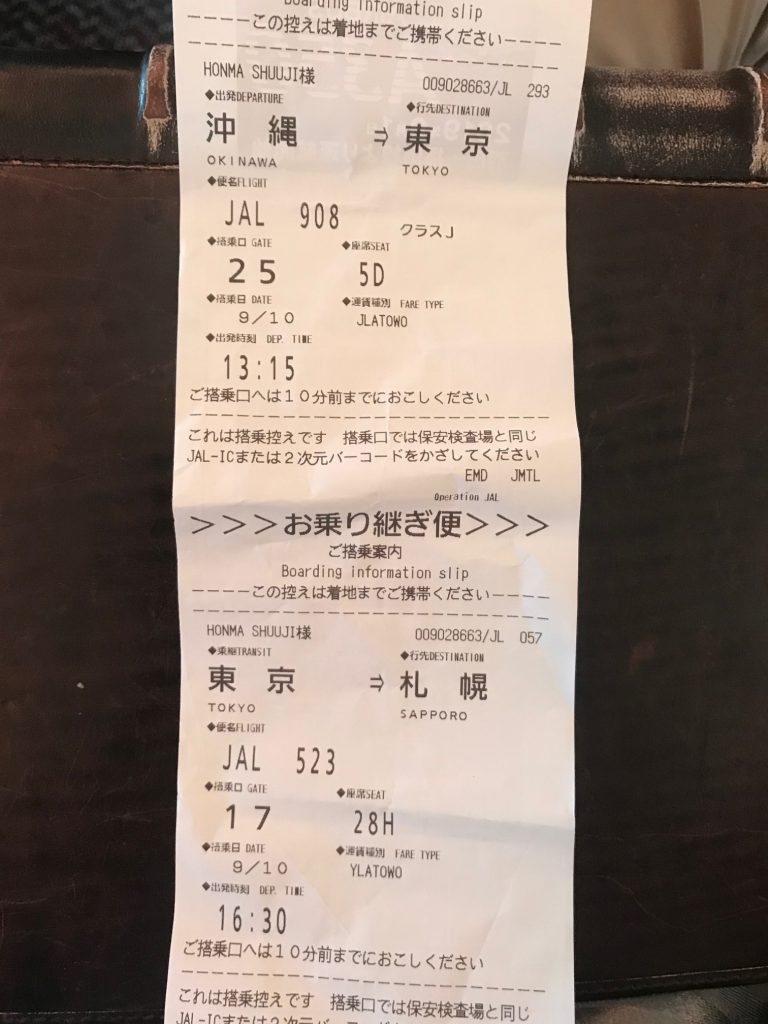 Boarding information slip
----この控えは着地までご携帯ください----
HONMA SHUUJI様 009028663/JL 293
◆出発DEPARTURE ◆行先DESTINATION
沖縄 ⇒ 東京
OKINAWA TOKYO
◆便名FLIGHT
JAL 908 クラスJ
◆搭乗口 GATE ◆座席SEAT
25 5D
◆搭乗日 DATE ◆運賃種別 FARE TYPE
9/10 JLATOWO
◆出発時刻 DEP. TIME
13:15
ご搭乗口へは10分前までにおこしください
これは搭乗控えです 搭乗口では保安検査場と同じ
JAL-ICまたは2次元バーコードをかざしてください
EMD JMTL
Operation JAL
>>>お乗り継ぎ便>>>
ご搭乗案内
Boarding information slip
----この控えは着地までご携帯ください----
HONMA SHUUJI様 009028663/JL 057
◆乗継TRANSIT ◆行先DESTINATION
東京 ⇒ 札幌
TOKYO SAPPORO
◆便名FLIGHT
JAL 523
◆搭乗口 GATE ◆座席SEAT
17 28H
◆搭乗日 DATE ◆運賃種別 FARE TYPE
9/10 YLATOWO
◆出発時刻 DEP. TIME
16:30
ご搭乗口へは10分前までにおこしください
これは搭乗控えです 搭乗口では保安検査場と同じ
JAL-ICまたは2次元バーコード